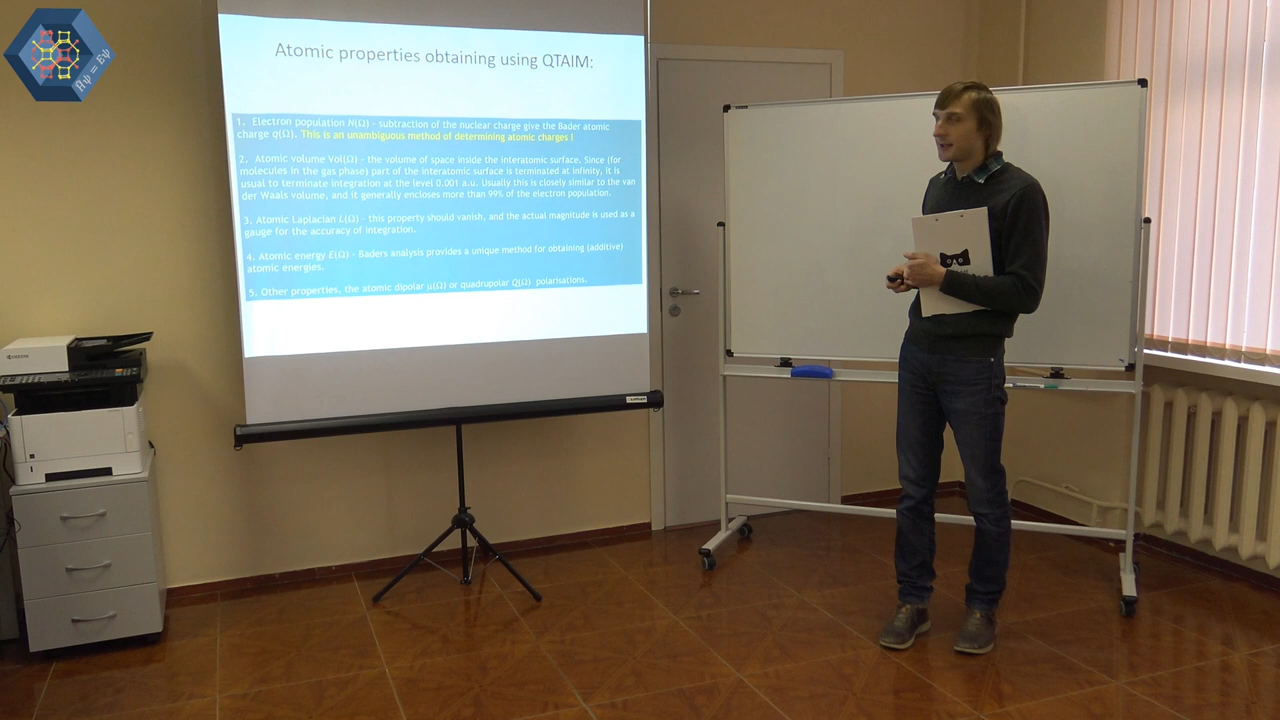 Ĥψ = Eψ
Atomic properties obtaining using QTAIM:
1. Electron population N(Ω) - subtraction of the nuclear charge give the Bader atomic
charge q(Ω). This is an unambiguous method of determining atomic charges !
2. Atomic volume Vol(Ω) - the volume of space inside the interatomic surface. Since (for
molecules in the gas phase) part of the interatomic surface is terminated at infinity, it is
usual to terminate integration at the level 0.001 a.u. Usually this is closely similar to the van
der Waals volume, and it generally encloses more than 99% of the electron population.
3. Atomic Laplacian L(Ω) - this property should vanish, and the actual magnitude is used as a
gauge for the accuracy of integration.
4. Atomic energy E(Ω) - Baders analysis provides a unique method for obtaining (additive)
atomic energies.
5. Other properties, the atomic dipolar μ(Ω) or quadrupolar Q(Ω) polarisations.
KYOCERA